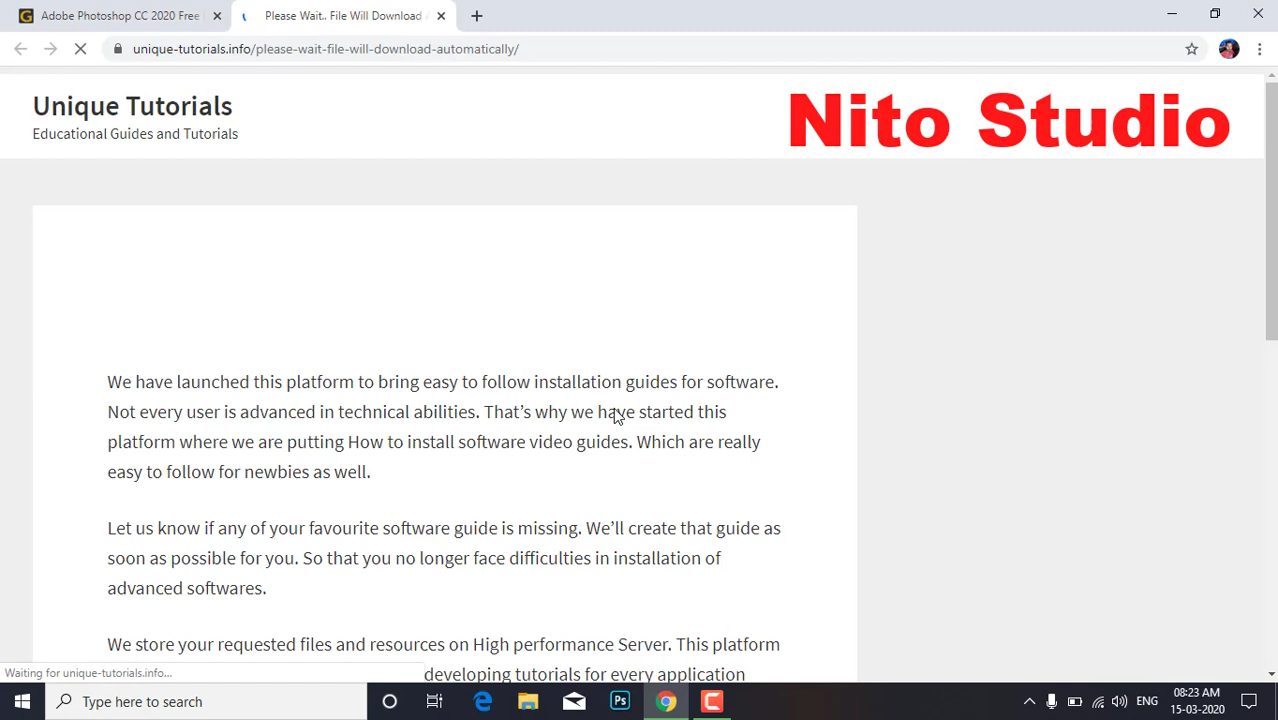 Adobe Photoshop CC 2020 Free
Please Wait.. File Will Download A
unique-tutorials.info/please-wait-file-will-download-automatically/
Unique Tutorials
Educational Guides and Tutorials
Nito Studio
We have launched this platform to bring easy to follow installation guides for software.
Not every user is advanced in technical abilities. That's why we have started this
platform where we are putting How to install software video guides. Which are really
easy to follow for newbies as well.
Let us know if any of your favourite software guide is missing. We'll create that guide as
soon as possible for you. So that you no longer face difficulties in installation of
advanced softwares.
We store your requested files and resources on High performance Server. This platform
developing tutorials for every application
Waiting for unique-tutorials.info...
Type here to search
Ps
ENG
08:23 AM
15-03-2020